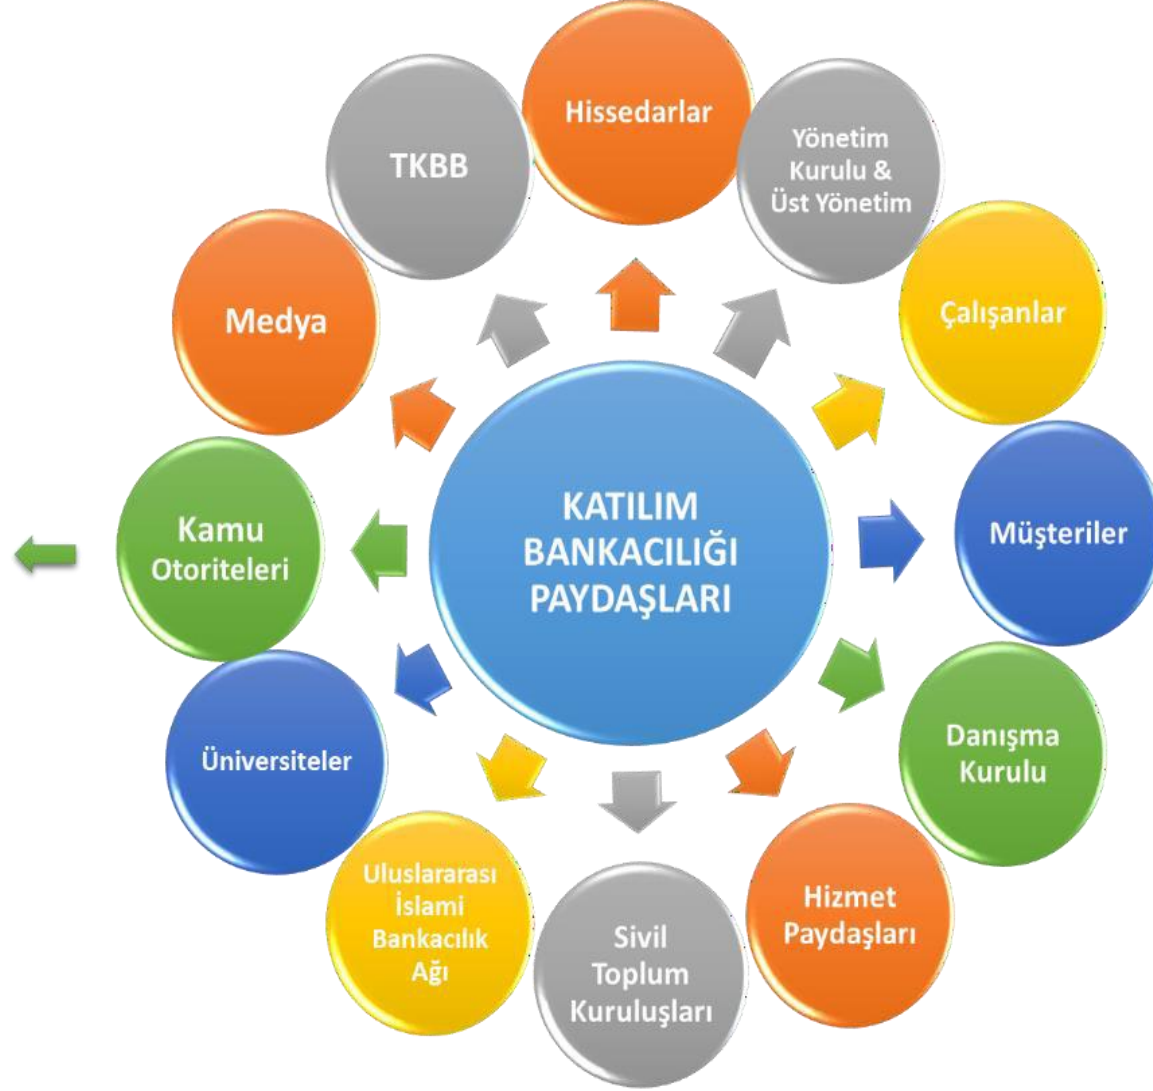 Hissedarlar
Yönetim
Kurulu &
Üst Yönetim
Çalışanlar
Müşteriler
Danışma
Kurulu
Hizmet
Paydaşları
Sivil
Toplum
Kuruluşları
Uluslararası
İslami
Bankacılık
Ağı
Üniversiteler
Kamu
Otoriteleri
Medya
TKBB
KATILIM
BANKACILIĞI
PAYDAŞLARI